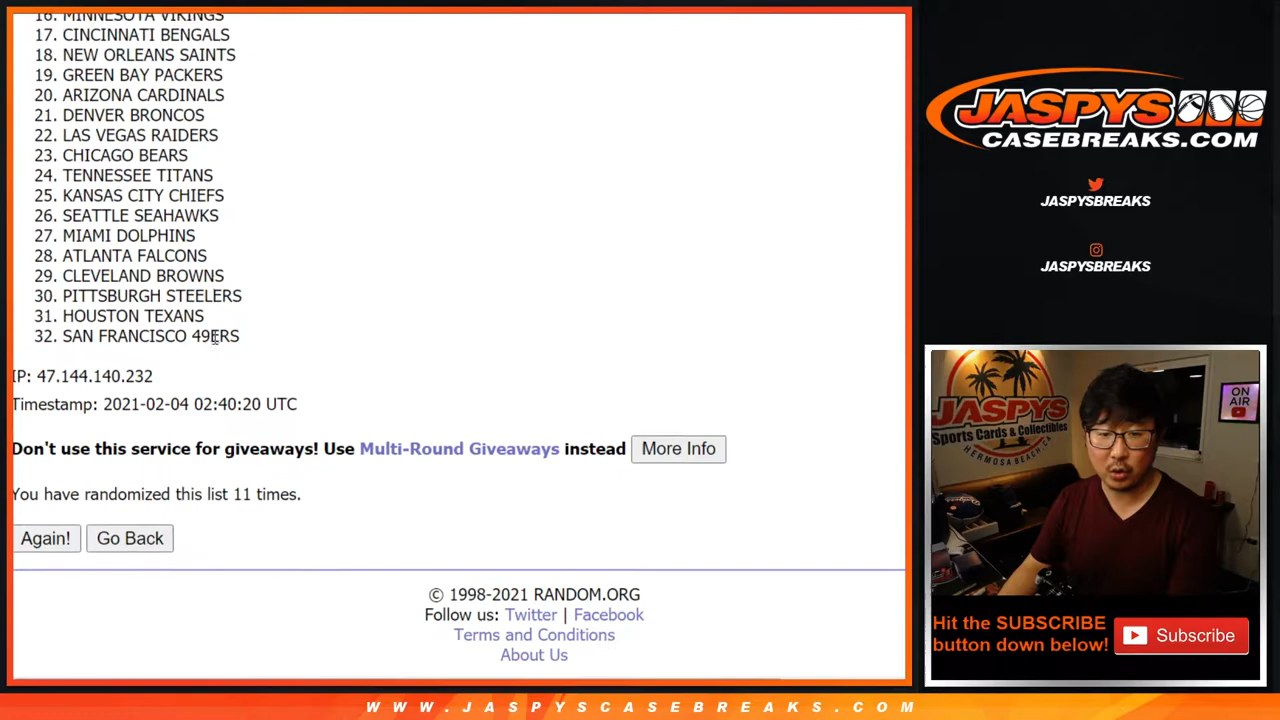 16. MINNESOTA VIKINGS
17. CINCINNATI BENGALS
18. NEW ORLEANS SAINTS
19. GREEN BAY PACKERS
20. ARIZONA CARDINALS
21. DENVER BRONCOS
22. LAS VEGAS RAIDERS
23. CHICAGO BEARS
24. TENNESSEE TITANS
25. KANSAS CITY CHIEFS
26. SEATTLE SEAHAWKS
27. MIAMI DOLPHINS
28. ATLANTA FALCONS
29. CLEVELAND BROWNS
30. PITTSBURGH STEELERS
31. HOUSTON TEXANS
32. SAN FRANCISCO 49ERS
IP: 47.144.140.232
Timestamp: 2021-02-04 02:40:20 UTC
Don't use this service for giveaways! Use Multi-Round Giveaways instead More Info
You have randomized this list 11 times.
Again! Go Back
© 1998-2021 RANDOM.ORG
Follow us: Twitter | Facebook
Terms and Conditions
About Us
JASPYS
CASEBREAKS.COM
JASPYSBREAKS
JASPYSBREAKS
JASPYS
Sports Cards & Collectibles
HERMOSA BEACH, CA
ON
AIR
Hit the SUBSCRIBE
button down below!
Subscribe
WWW.JASPYSCASEBREAKS.COM